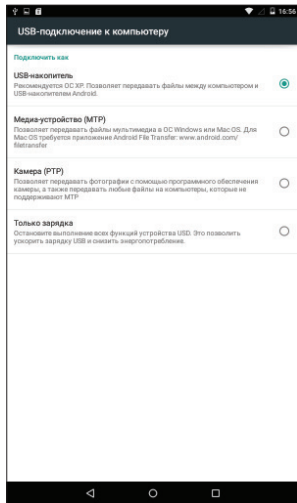 16:56
USB-подключение к компьютеру
Подключить как
USB-накопитель
Рекомендуется ОС XP. Позволяет передавать файлы между компьютером и
USB-накопителем Android.
Медиа-устройство (MTP)
Позволяет передавать файлы мультимедиа в ОС Windows или Mac OS. Для
Mac OS требуется приложение Android File Transfer: www.android.com/
filetransfer
Камера (PTP)
Позволяет передавать фотографии с помощью программного обеспечения
камеры, а также передавать любые файлы на компьютеры, которые не
поддерживают MTP
Только зарядка
Остановите выполнение всех функций устройства USD. Это позволить
ускорить зарядку USB и снизить энергопотребление.